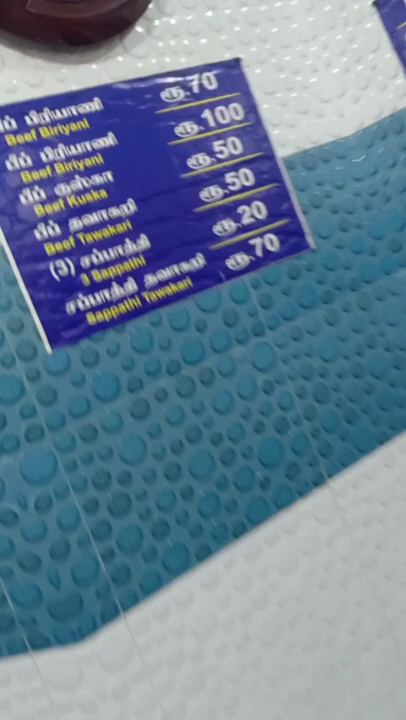 பீப் பிரியாணி ரூ.70
Beef Biriyani
பீப் பிரியாணி ரூ.100
Beef Biriyani
பீப் குஸ்கா ரூ.50
Beef Kuska
பீப் தவாகறி ரூ.50
Beef Tawakari
(3) சப்பாத்தி ரூ.20
3 Sappathi
சப்பாத்தி தவாகறி ரூ.70
Sappathi Tawakari